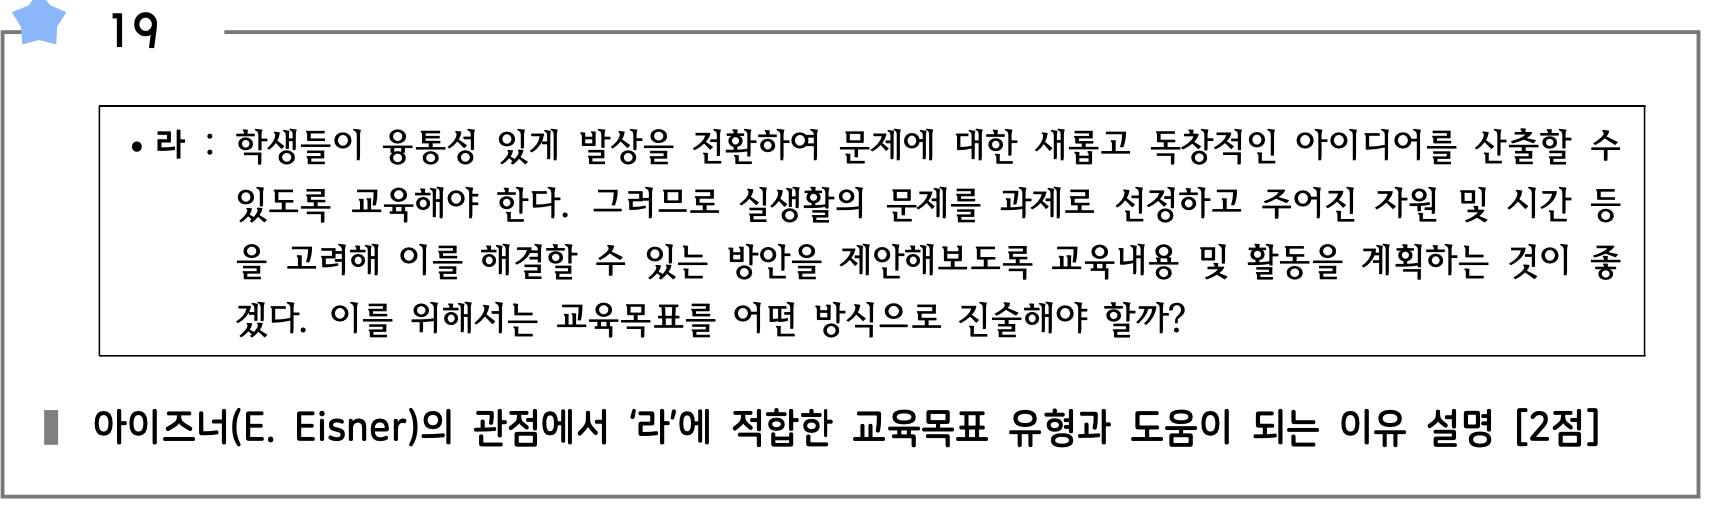 19
• 라 : 학생들이 융통성 있게 발상을 전환하여 문제에 대한 새롭고 독창적인 아이디어를 산출할 수
있도록 교육해야 한다. 그러므로 실생활의 문제를 과제로 선정하고 주어진 자원 및 시간 등
을 고려해 이를 해결할 수 있는 방안을 제안해보도록 교육내용 및 활동을 계획하는 것이 좋
겠다. 이를 위해서는 교육목표를 어떤 방식으로 진술해야 할까?
아이즈너(E. Eisner)의 관점에서 ‘라’에 적합한 교육목표 유형과 도움이 되는 이유 설명 [2점]